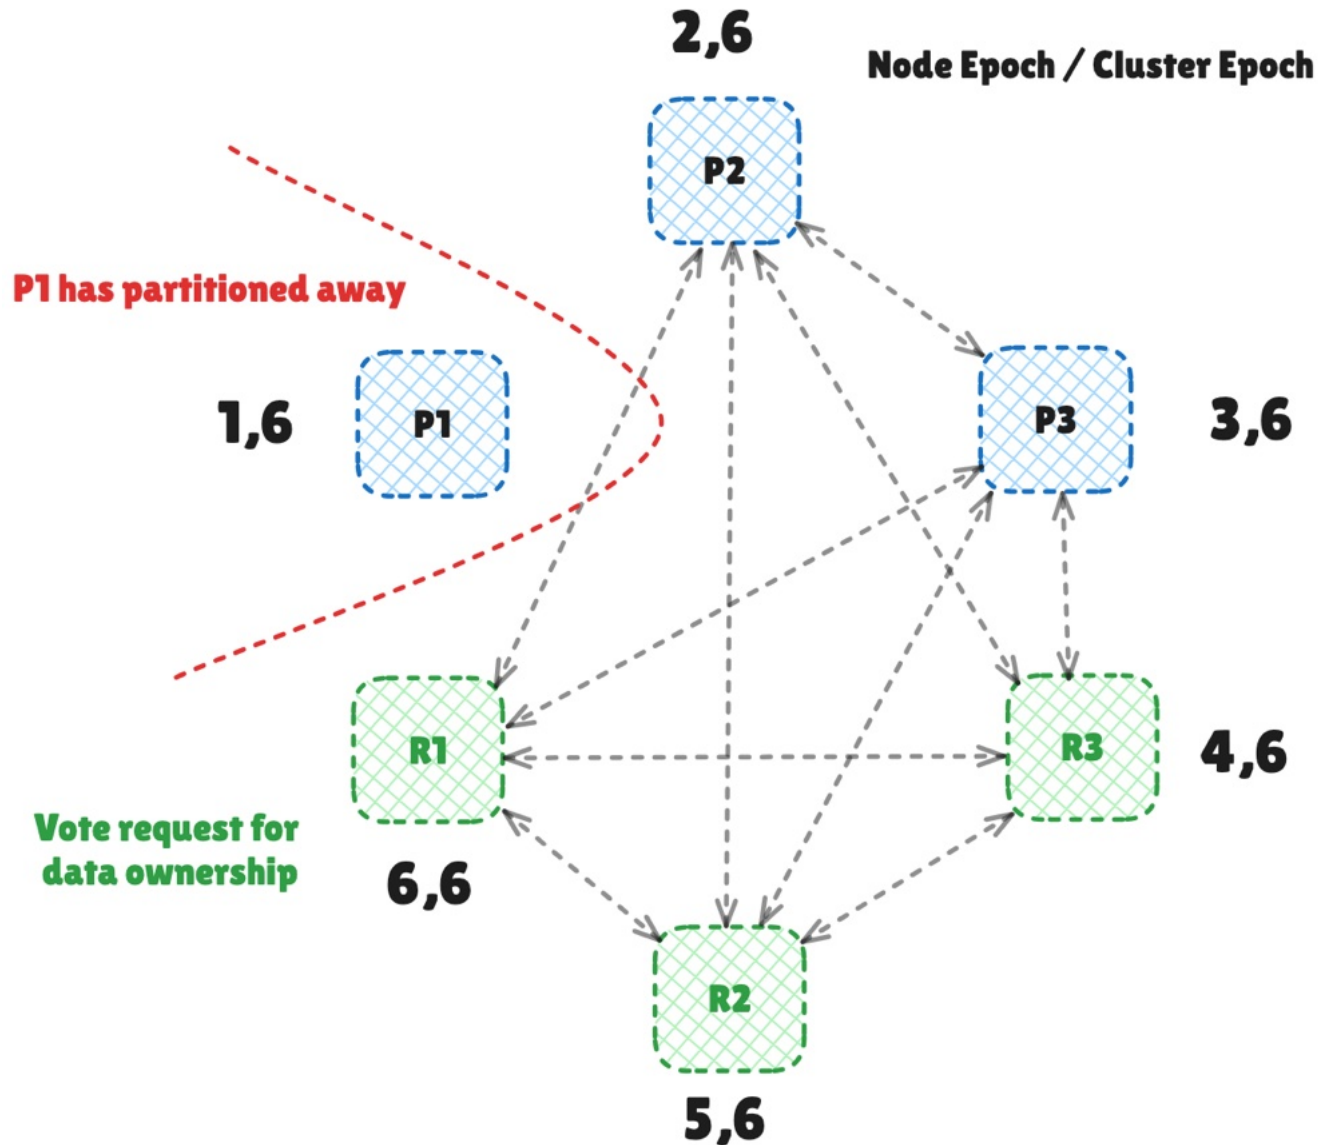 2,6
Node Epoch / Cluster Epoch
P2
P1 has partitioned away
1,6
P1
P3
3,6
R1
R3
4,6
Vote request for
data ownership
6,6
R2
5,6